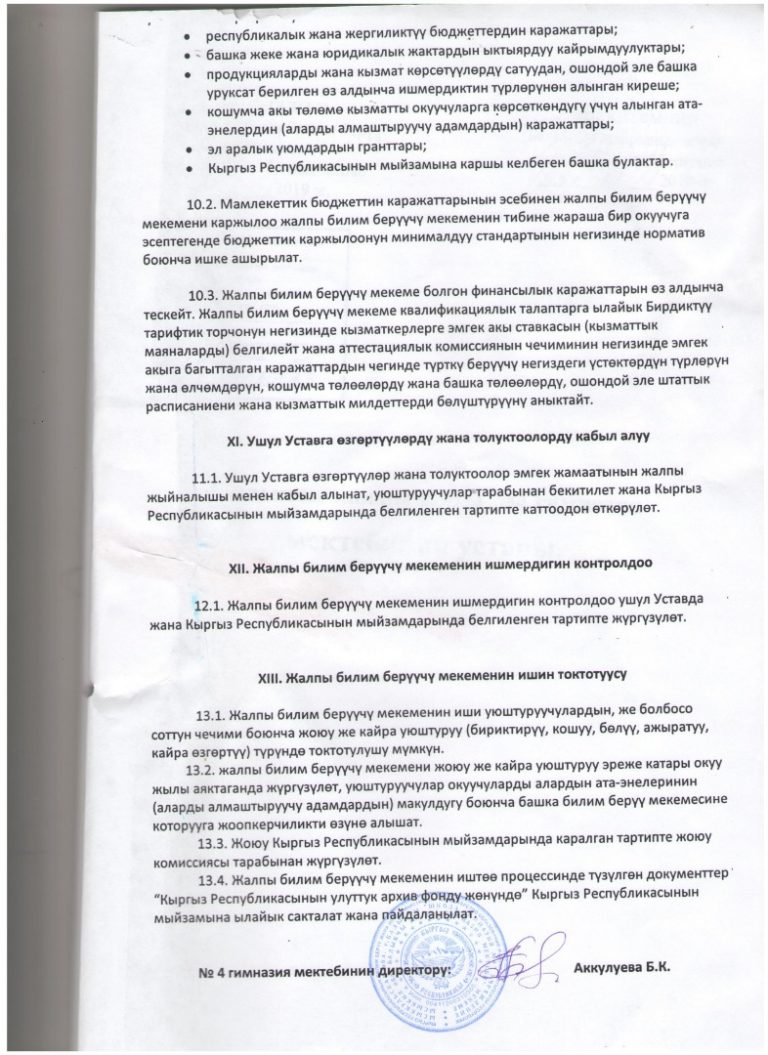 • республикалык жана жергиликтүү бюджеттердин каражаттары;
• башка жеке жана юридикалык жактардын ыктыярдуу кайрымдуулуктары;
• продукцияларды жана кызмат көрсөтүүлөрдү сатуудан, ошондой эле башка
уруксат берилген өз алдынча ишмердиктин түрлөрүнөн алынган киреше;
• кошумча акы төлөмө кызматты окуучуларга көрсөткөндүгү үчүн алынган ата-
энелердин (аларды алмаштыруучу адамдардын) каражаттары;
• эл аралык уюмдардын гранттары;
• Кыргыз Республикасынын мыйзамына каршы келбеген башка булактар.
10.2. Мамлекеттик бюджеттин каражаттарынын эсебинен жалпы билим берүүчү
мекемени каржылоо жалпы билим берүүчү мекеменин тибине жараша бир окуучуга
эсептегенде бюджеттик каржылоонун минималдуу стандартынын негизинде норматив
боюнча ишке ашырылат.
10.3. Жалпы билим берүүчү мекеме болгон финансылык каражаттарын өз алдынча
тескейт. Жалпы билим берүүчү мекеме квалификациялык талаптарга ылайык Бирдиктүү
тарифтик торчонун негизинде кызматкерлерге эмгек акы ставкасын (кызматтык
маяналарды) белгилейт жана аттестациялык комиссиянын чечиминин негизинде эмгек
акыга багытталган каражаттардын чегинде түрткү берүүчү негиздеги үстөктөрдүн түрлөрүн
жана өлчөмдөрүн, кошумча төлөөлөрдү жана башка төлөөлөрдү, ошондой эле штаттык
расписаниени жана кызматтык милдеттерди бөлүштүрүүнү аныктайт.
XI. Ушул Уставга өзгөртүүлөрдү жана толуктоолорду кабыл алуу
11.1. Ушул Уставга өзгөртүүлөр жана толуктоолор эмгек жамаатынын жалпы
жыйналышы менен кабыл алынат, уюштуруучулар тарабынан бекитилет жана Кыргыз
Республикасынын мыйзамдарында белгиленген тартипте каттоодон өткөрүлөт.
XII. Жалпы билим берүүчү мекеменин ишмердигин контролдоо
12.1. Жалпы билим берүүчү мекеменин ишмердигин контролдоо ушул Уставда
жана Кыргыз Республикасынын мыйзамдарында белгиленген тартипте жүргүзүлөт.
XIII. Жалпы билим берүүчү мекеменин ишин токтотуусу
13.1. Жалпы билим берүүчү мекеменин иши уюштуруучулардын, же болбосо
соттун чечими боюнча жоюу же кайра уюштуруу (бириктирүү, кошуу, бөлүү, ажыратуу,
кайра өзгөртүү) түрүндө токтотулушу мүмкүн.
13.2. жалпы билим берүүчү мекемени жоюу же кайра уюштуруу эреже катары окуу
жылы аяктаганда жүргүзүлөт, уюштуруучулар окуучуларды алардын ата-энелеринин
(аларды алмаштыруучу адамдардын) макулдугу боюнча башка билим берүү мекемесине
которууга жоопкерчиликти өзүнө алышат.
13.3. Жоюу Кыргыз Республикасынын мыйзамдарында каралган тартипте жоюу
комиссиясы тарабынан жүргүзүлөт.
13.4. Жалпы билим берүүчү мекеменин иштөө процессинде түзүлгөн документтер
“Кыргыз Республикасынын улуттук архив фонду жөнүндө” Кыргыз Республикасынын
мыйзамына ылайык сакталат жана пайдаланылат.
№ 4 гимназия мектебинин директору: Аккулуева Б.К.